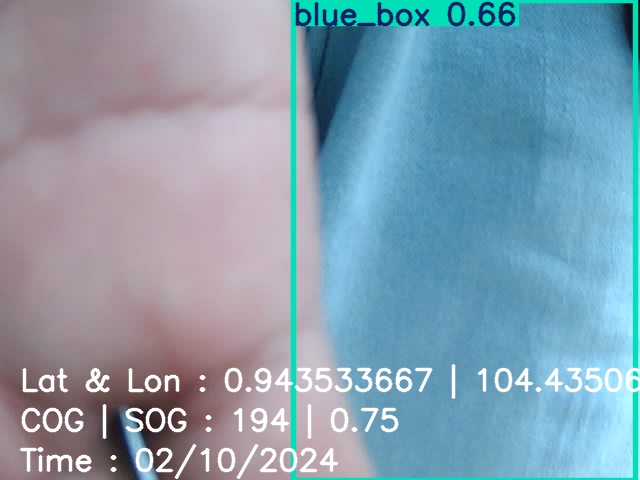 blue_box 0.66
Lat & Lon : 0.943533667 | 104.43506
COG | SOG : 194 | 0.75
Time : 02/10/2024